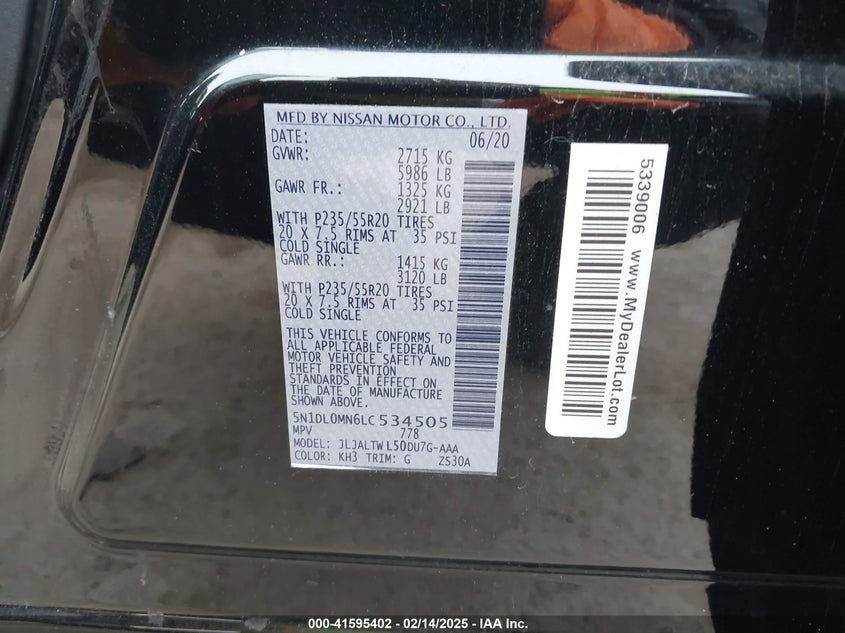 MFD BY NISSAN MOTOR CO., LTD.
DATE: 06/20
GVWR: 2715 KG
5986 LB
GAWR FR.: 1325 KG
2921 LB
WITH P235/55R20 TIRES
20 X 7.5 RIMS AT 35 PSI
COLD SINGLE
GAWR RR.: 1415 KG
3120 LB
WITH P235/55R20 TIRES
20 X 7.5 RIMS AT 35 PSI
COLD SINGLE
THIS VEHICLE CONFORMS TO
ALL APPLICABLE FEDERAL
MOTOR VEHICLE SAFETY AND
THEFT PREVENTION
STANDARDS IN EFFECT ON
THE DATE OF MANUFACTURE
SHOWN ABOVE.
5N1DL0MN6LC 534505
MPV 778
MODEL: JLJALTWL50DU7G-AAA
COLOR: KH3 TRIM: G ZS30A
5339006 www.MyDealerLot.com
000-41595402 - 02/14/2025 - IAA Inc.